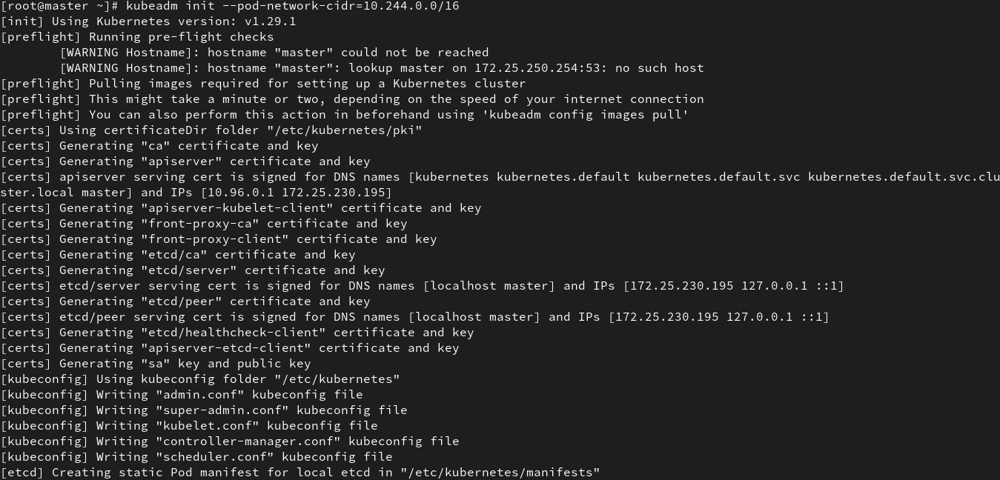 [root@master ~]# kubeadm init --pod-network-cidr=10.244.0.0/16
[init] Using Kubernetes version: v1.29.1
[preflight] Running pre-flight checks
        [WARNING Hostname]: hostname "master" could not be reached
        [WARNING Hostname]: hostname "master": lookup master on 172.25.250.254:53: no such host
[preflight] Pulling images required for setting up a Kubernetes cluster
[preflight] This might take a minute or two, depending on the speed of your internet connection
[preflight] You can also perform this action in beforehand using 'kubeadm config images pull'
[certs] Using certificateDir folder "/etc/kubernetes/pki"
[certs] Generating "ca" certificate and key
[certs] Generating "apiserver" certificate and key
[certs] apiserver serving cert is signed for DNS names [kubernetes kubernetes.default kubernetes.default.svc kubernetes.default.svc.clu
ster.local master] and IPs [10.96.0.1 172.25.230.195]
[certs] Generating "apiserver-kubelet-client" certificate and key
[certs] Generating "front-proxy-ca" certificate and key
[certs] Generating "front-proxy-client" certificate and key
[certs] Generating "etcd/ca" certificate and key
[certs] Generating "etcd/server" certificate and key
[certs] etcd/server serving cert is signed for DNS names [localhost master] and IPs [172.25.230.195 127.0.0.1 ::1]
[certs] Generating "etcd/peer" certificate and key
[certs] etcd/peer serving cert is signed for DNS names [localhost master] and IPs [172.25.230.195 127.0.0.1 ::1]
[certs] Generating "etcd/healthcheck-client" certificate and key
[certs] Generating "apiserver-etcd-client" certificate and key
[certs] Generating "sa" key and public key
[kubeconfig] Using kubeconfig folder "/etc/kubernetes"
[kubeconfig] Writing "admin.conf" kubeconfig file
[kubeconfig] Writing "super-admin.conf" kubeconfig file
[kubeconfig] Writing "kubelet.conf" kubeconfig file
[kubeconfig] Writing "controller-manager.conf" kubeconfig file
[kubeconfig] Writing "scheduler.conf" kubeconfig file
[etcd] Creating static Pod manifest for local etcd in "/etc/kubernetes/manifests"